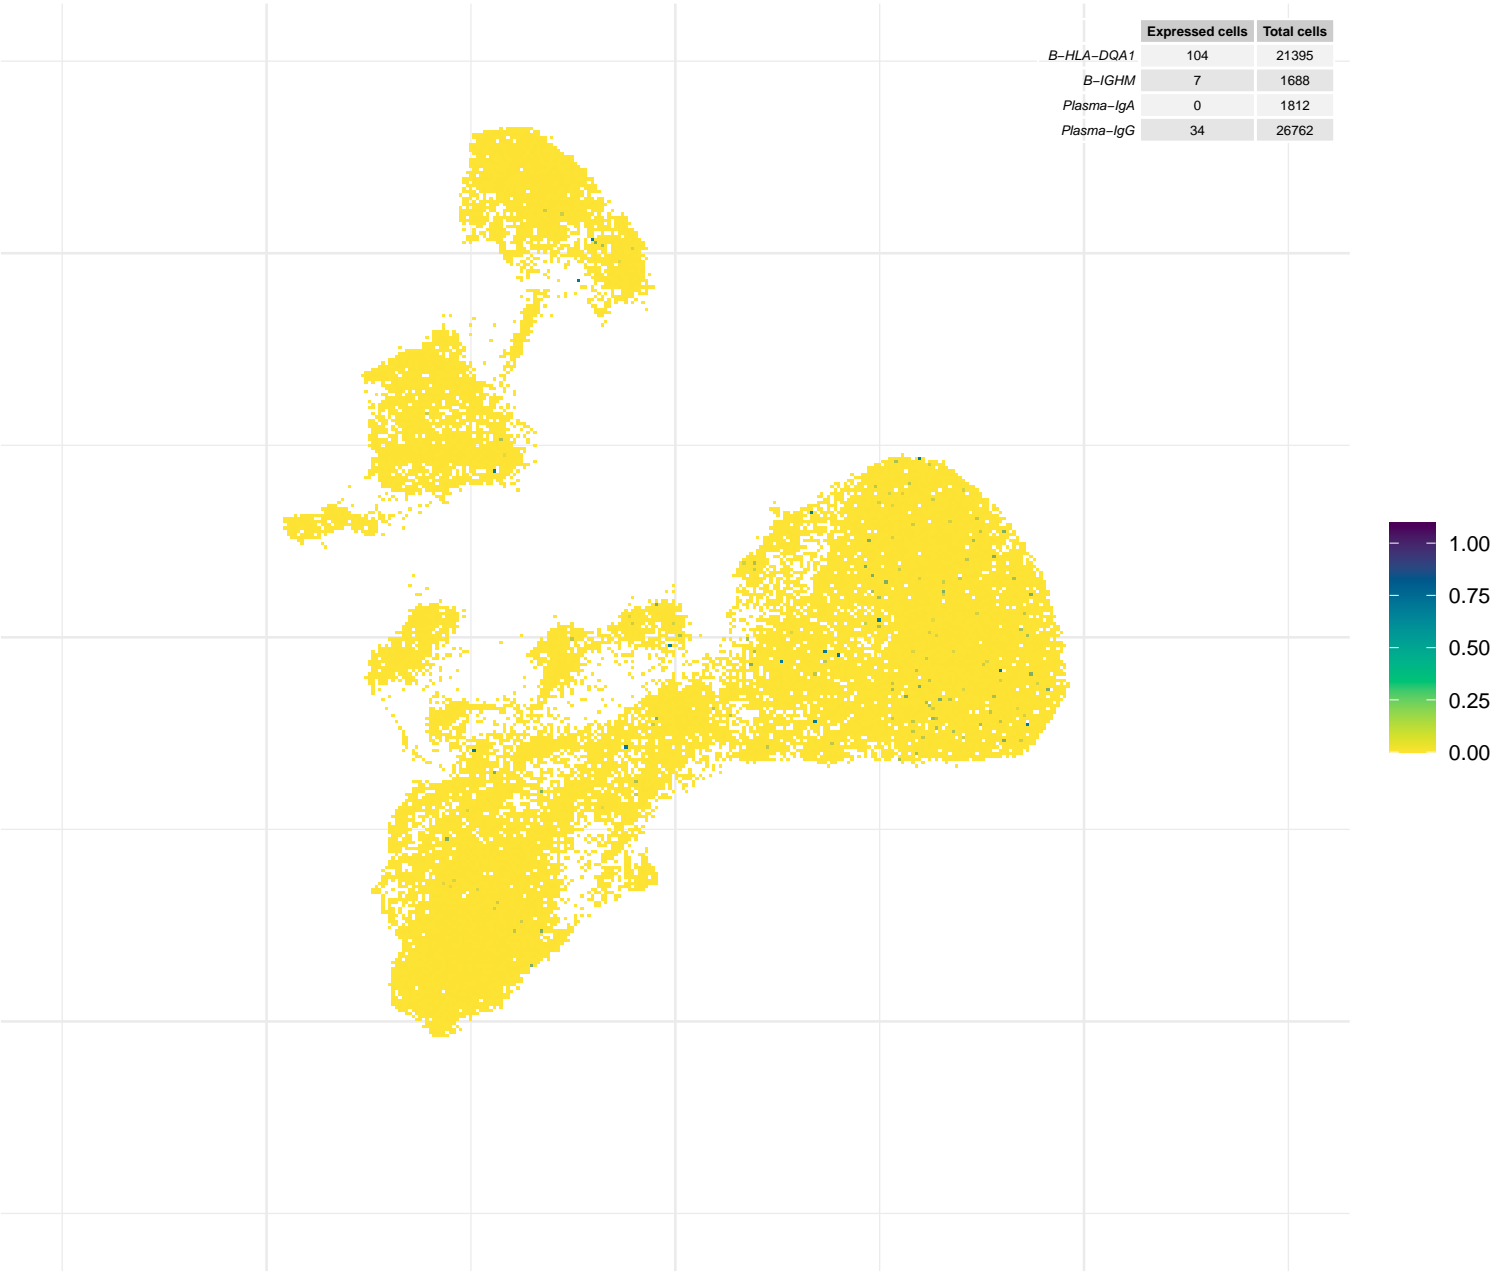 Expressed cells Total cells
B−HLA−DQA1 104 21395
B−IGHM 7 1688
Plasma−IgA 0 1812
Plasma−IgG 34 26762
1.00
0.75
0.50
0.25
0.00